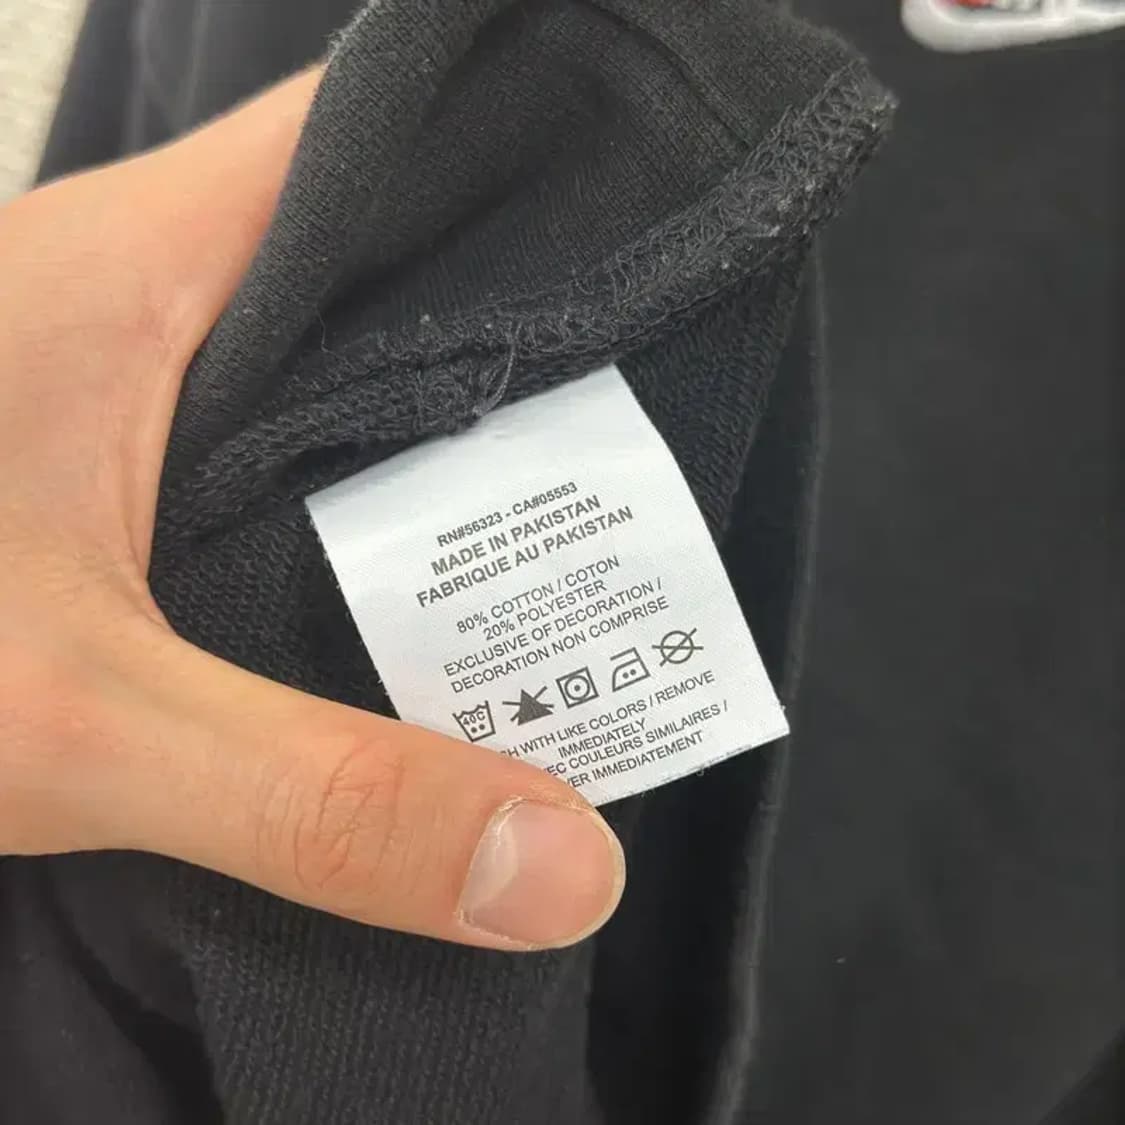 RN#56323 - CA#05553
MADE IN PAKISTAN
FABRIQUE AU PAKISTAN
80% COTTON / COTON
20% POLYESTER
EXCLUSIVE OF DECORATION /
DECORATION NON COMPRISE
40C
WITH LIKE COLORS / REMOVE
IMMEDIATELY
COULEURS SIMILAIRES /
IMMEDIATEMENT